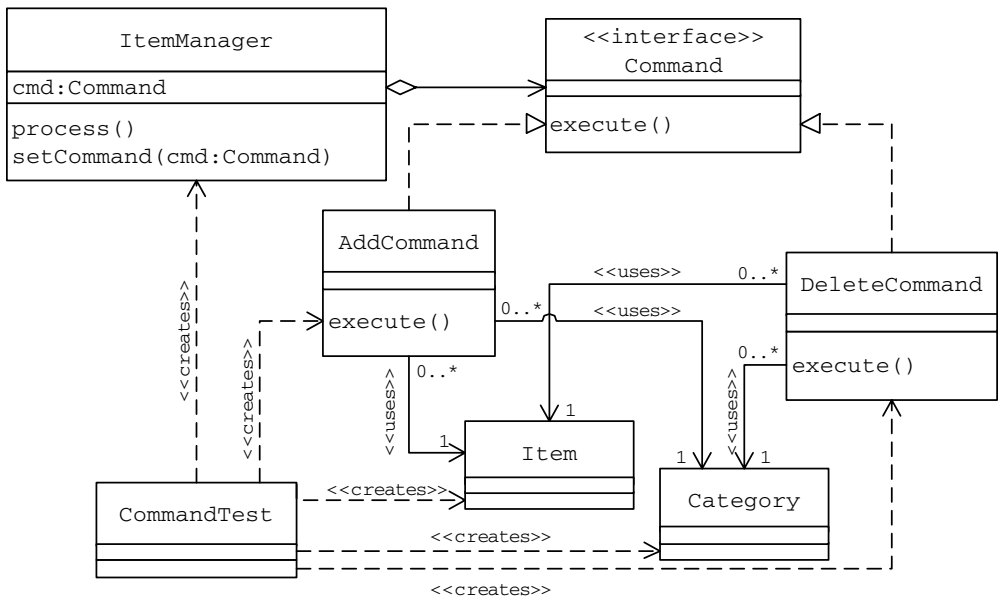 ItemManager
cmd:Command
process()
setCommand(cmd:Command)
<<interface>>
Command
execute()
AddCommand
execute()
DeleteCommand
execute()
<<uses>>
0..*
0..*
<<uses>>
0..*
<<creates>>
<<creates>>
<<uses>>
0..*
<<uses>>
1
1
1
1
Item
<<creates>>
Category
CommandTest
<<creates>>
<<creates>>